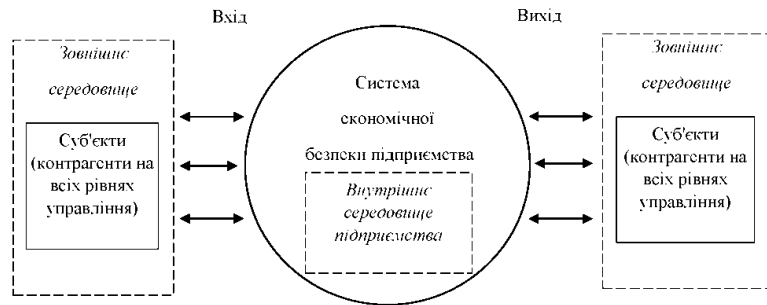 Вхід
Вихід
Зовнішнє
середовище
Суб'єкти
(контрагенти на
всіх рівнях
управління)
Система
економічної
безпеки підприємства
Внутрішнє
середовище
підприємства
Зовнішнє
середовище
Суб'єкти
(контрагенти на
всіх рівнях
управління)